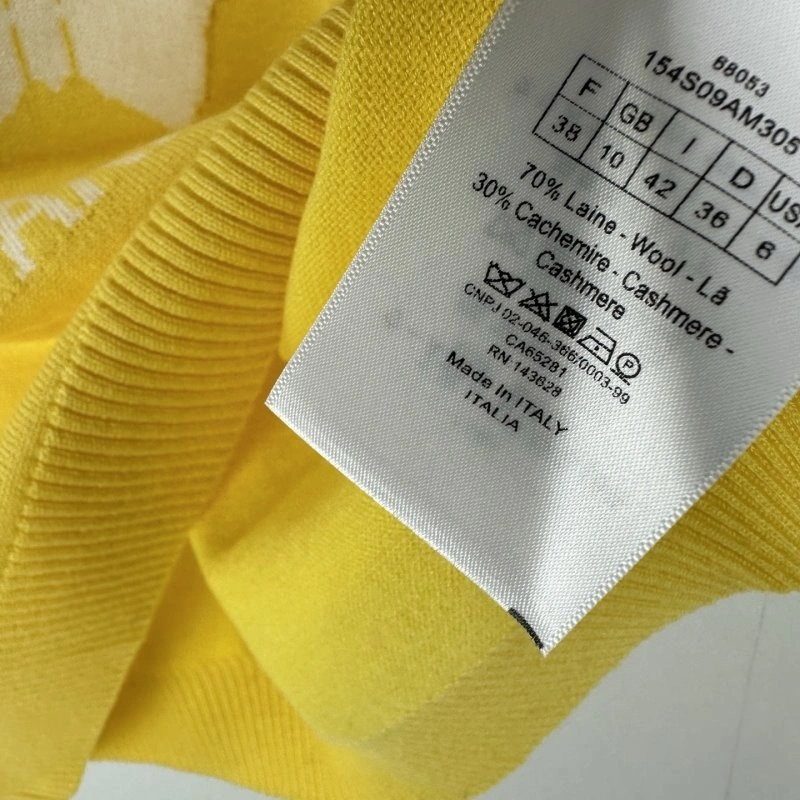 88053
154S09AM305
F GB I D USA
38 10 42 36 6
70% Laine - Wool - Lã
30% Cachemire - Cashmere -
Cashmere
P
CNPJ 02-046-366/0003-99
CA65281
RN 143628
Made in ITALY
ITALIA